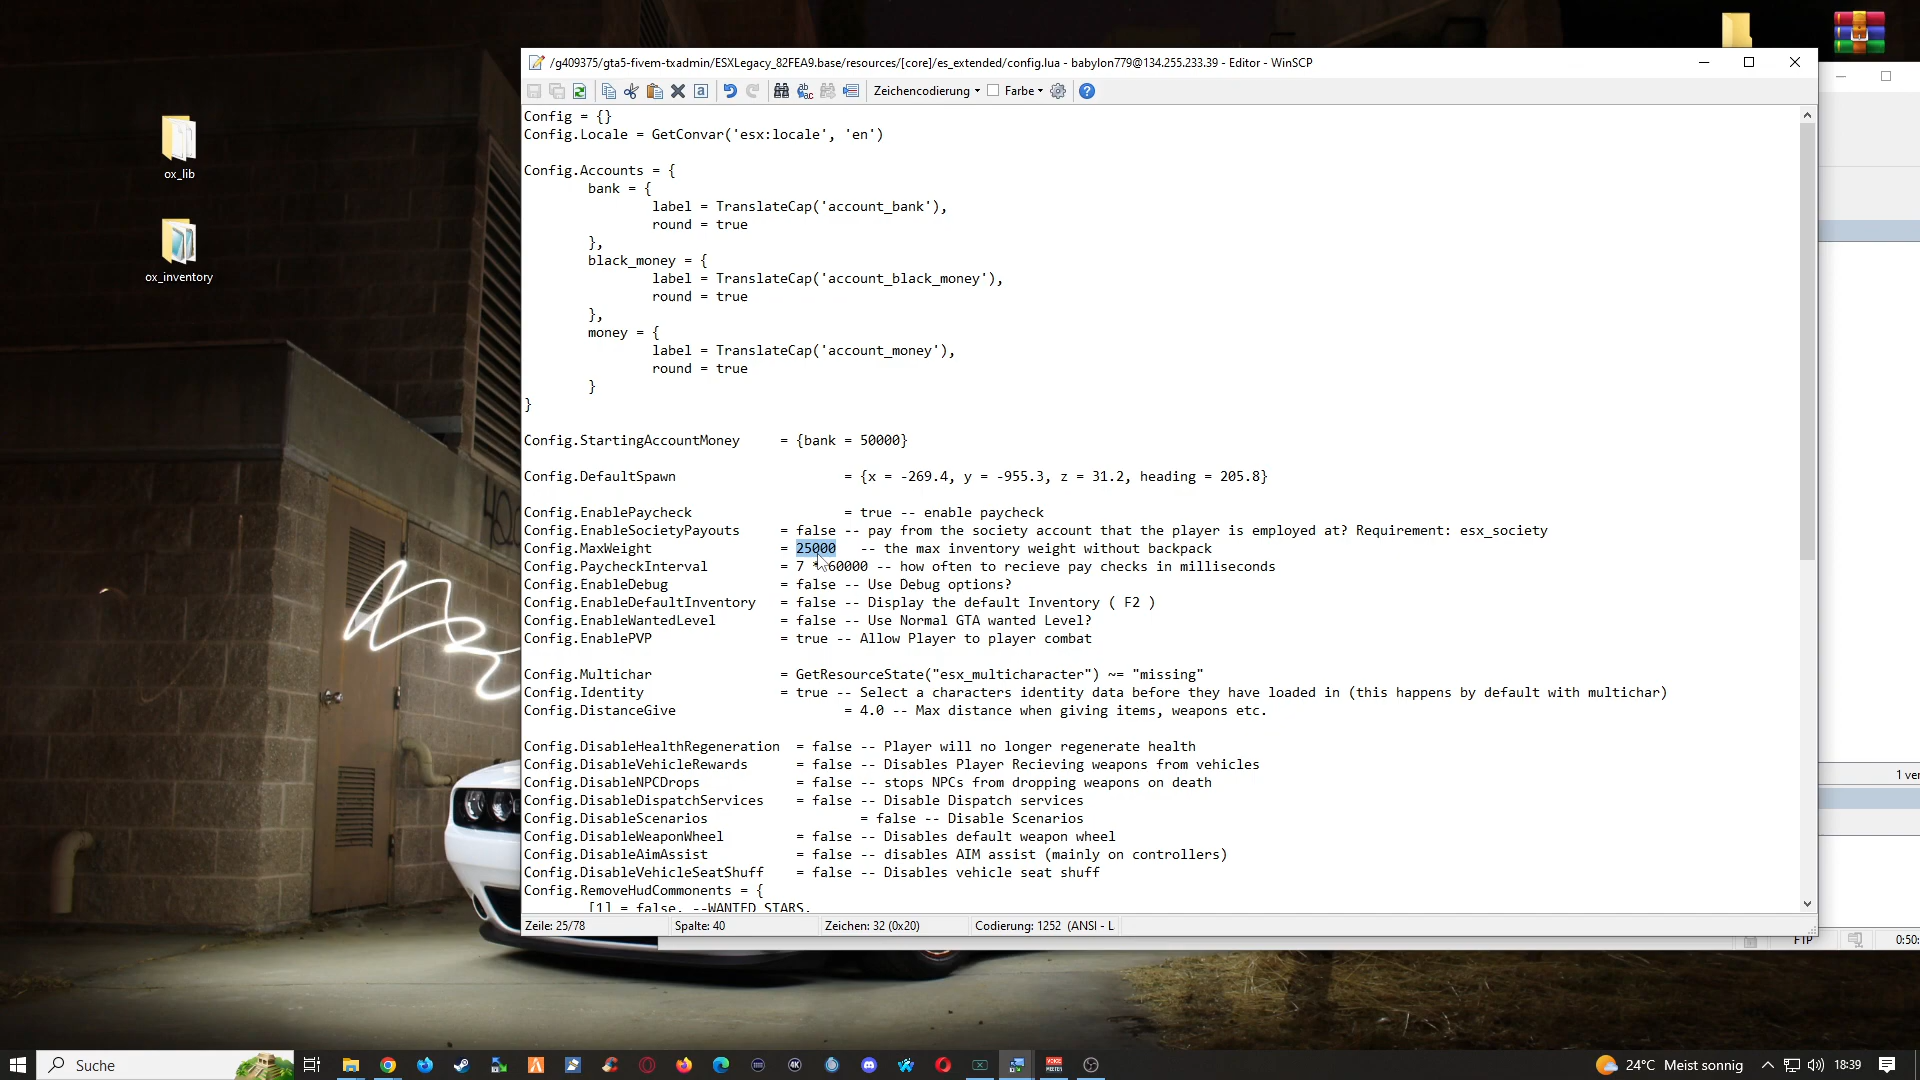 /g409375/gta5-fivem-txadmin/ESXLegacy_82FEA9.base/resources/[core]/es_extended/config.lua - babylon779@134.255.233.39 - Editor - WinSCP
Zeichencodierung
Farbe
Config = {}
Config.Locale = GetConvar('esx:locale', 'en')
Config.Accounts = {
bank = {
label = TranslateCap('account_bank'),
round = true
},
black_money = {
label = TranslateCap('account_black_money'),
round = true
},
money = {
label = TranslateCap('account_money'),
round = true
}
}
Config.StartingAccountMoney = {bank = 50000}
Config.DefaultSpawn = {x = -269.4, y = -955.3, z = 31.2, heading = 205.8}
Config.EnablePaycheck = true -- enable paycheck
Config.EnableSocietyPayouts = false -- pay from the society account that the player is employed at? Requirement: esx_society
Config.MaxWeight = 25000 -- the max inventory weight without backpack
Config.PaycheckInterval = 7 * 60000 -- how often to recieve pay checks in milliseconds
Config.EnableDebug = false -- Use Debug options?
Config.EnableDefaultInventory = false -- Display the default Inventory ( F2 )
Config.EnableWantedLevel = false -- Use Normal GTA wanted Level?
Config.EnablePVP = true -- Allow Player to player combat
Config.Multichar = GetResourceState("esx_multicharacter") ~= "missing"
Config.Identity = true -- Select a characters identity data before they have loaded in (this happens by default with multichar)
Config.DistanceGive = 4.0 -- Max distance when giving items, weapons etc.
Config.DisableHealthRegeneration = false -- Player will no longer regenerate health
Config.DisableVehicleRewards = false -- Disables Player Recieving weapons from vehicles
Config.DisableNPCDrops = false -- stops NPCs from dropping weapons on death
Config.DisableDispatchServices = false -- Disable Dispatch services
Config.DisableScenarios = false -- Disable Scenarios
Config.DisableWeaponWheel = false -- Disables default weapon wheel
Config.DisableAimAssist = false -- disables AIM assist (mainly on controllers)
Config.DisableVehicleSeatShuff = false -- Disables vehicle seat shuff
Config.RemoveHudCommonents = {
[1] = false, --WANTED_STARS,
Zeile: 25/78
Spalte: 40
Zeichen: 32 (0x20)
Codierung: 1252 (ANSI - L
ox_lib
ox_inventory
1 ver
FTP
0:50:
Suche
4K
24°C Meist sonnig
18:39